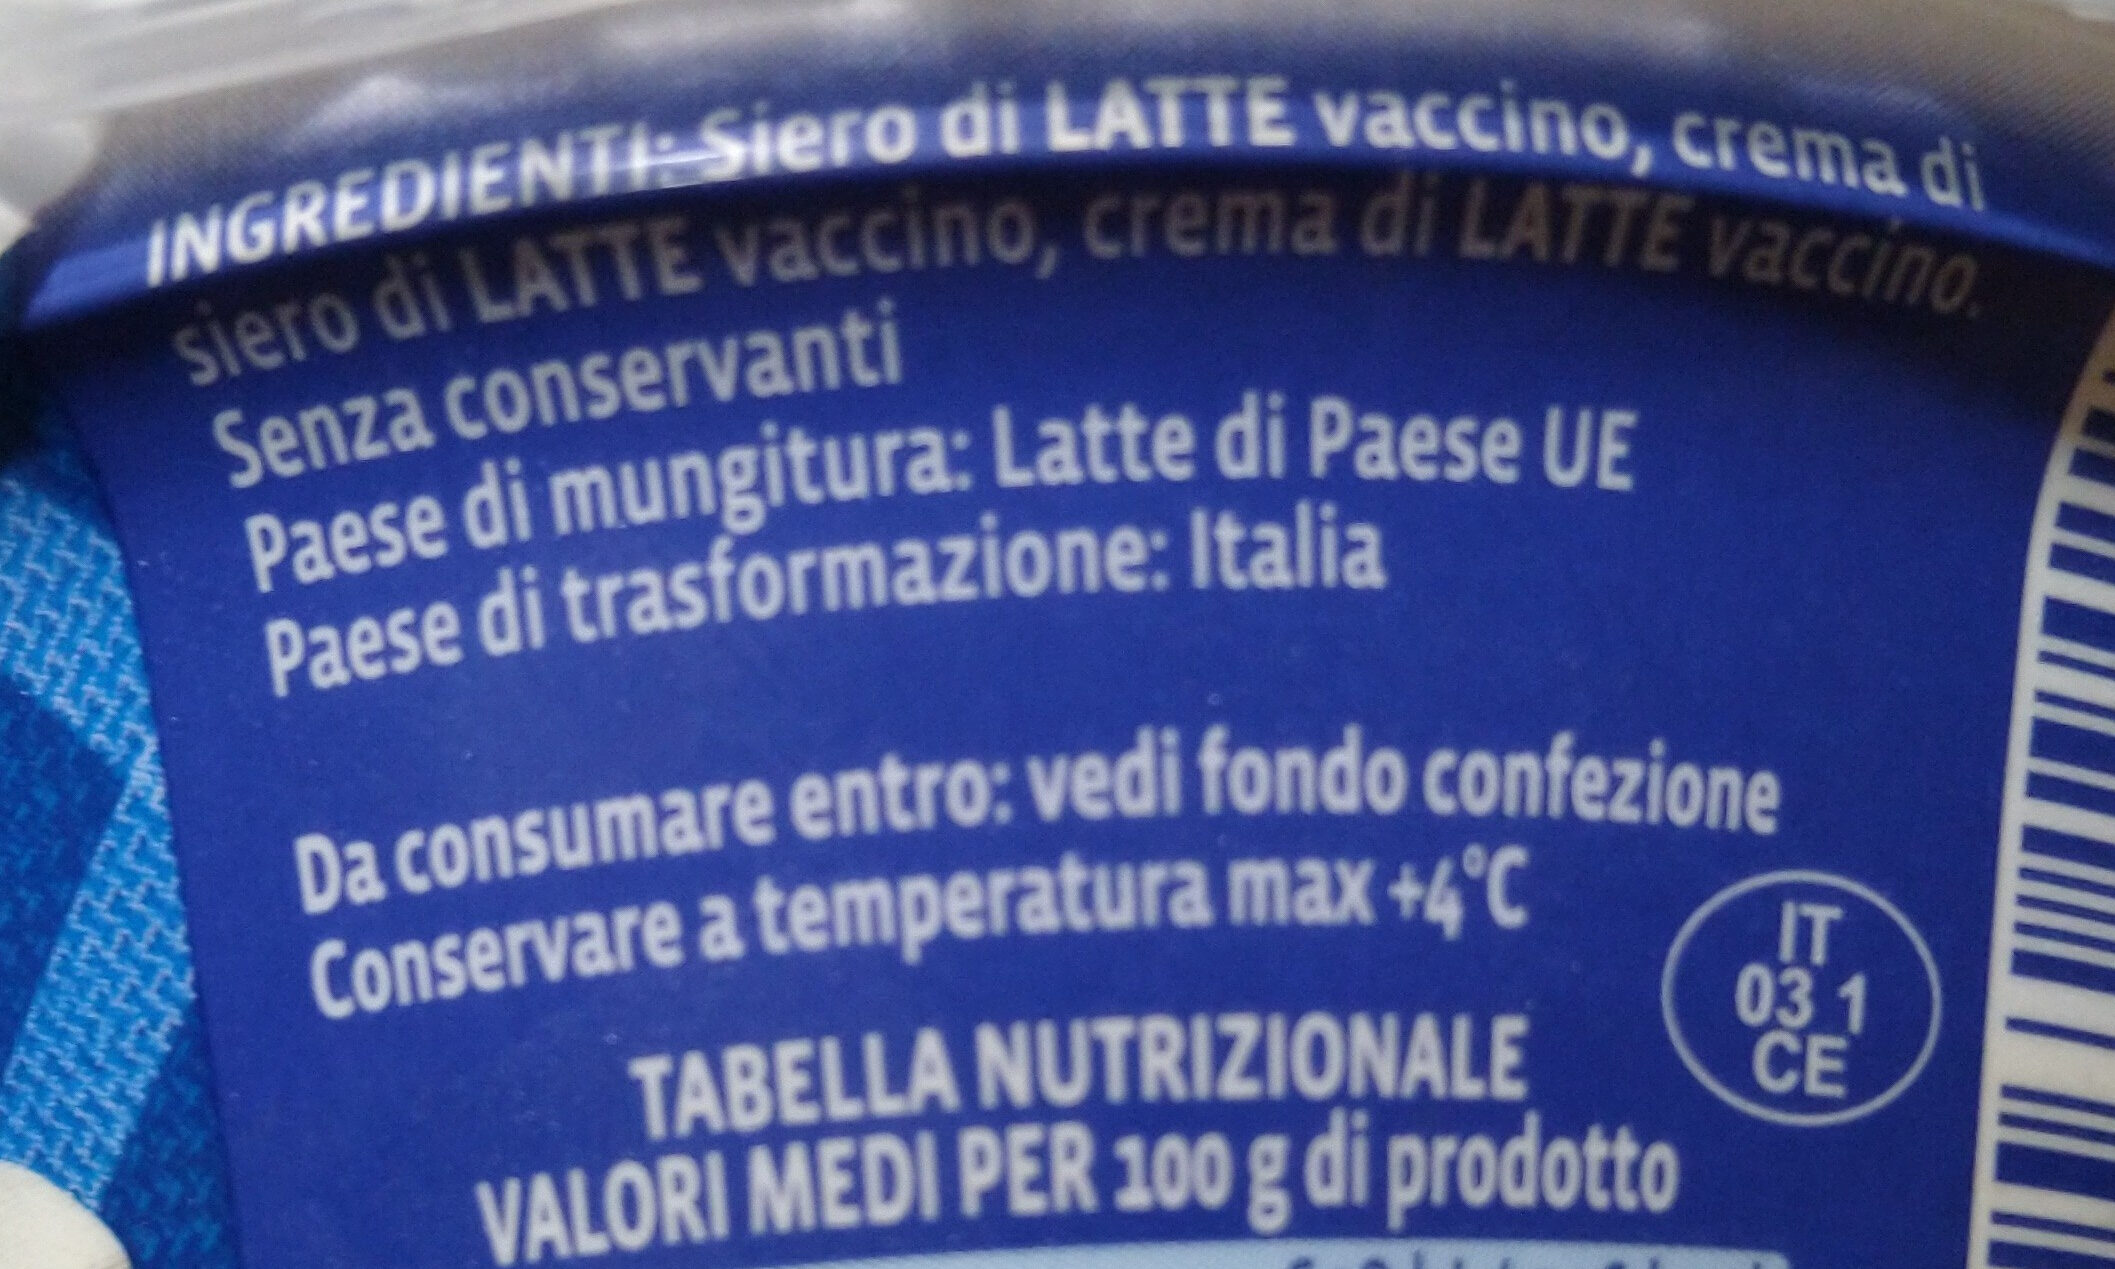 INGREDIENTI: Siero di LATTE vaccino, crema di
siero di LATTE vaccino, crema di LATTE vaccino.
Senza conservanti
Paese di mungitura: Latte di Paese UE
Paese di trasformazione: Italia
Da consumare entro: vedi fondo confezione
Conservare a temperatura max +4°C
IT
03 1
CE
TABELLA NUTRIZIONALE
VALORI MEDI PER 100 g di prodotto